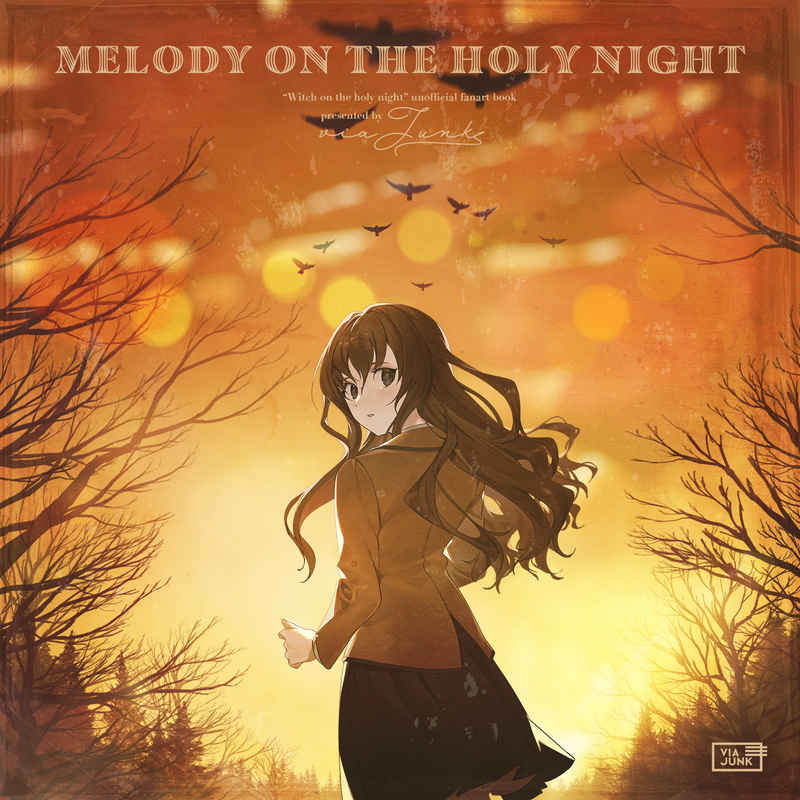 MELODY ON THE HOLY NIGHT
“Witch on the holy night” unofficial fanart book
presented by
via Junk
VIA
JUNK